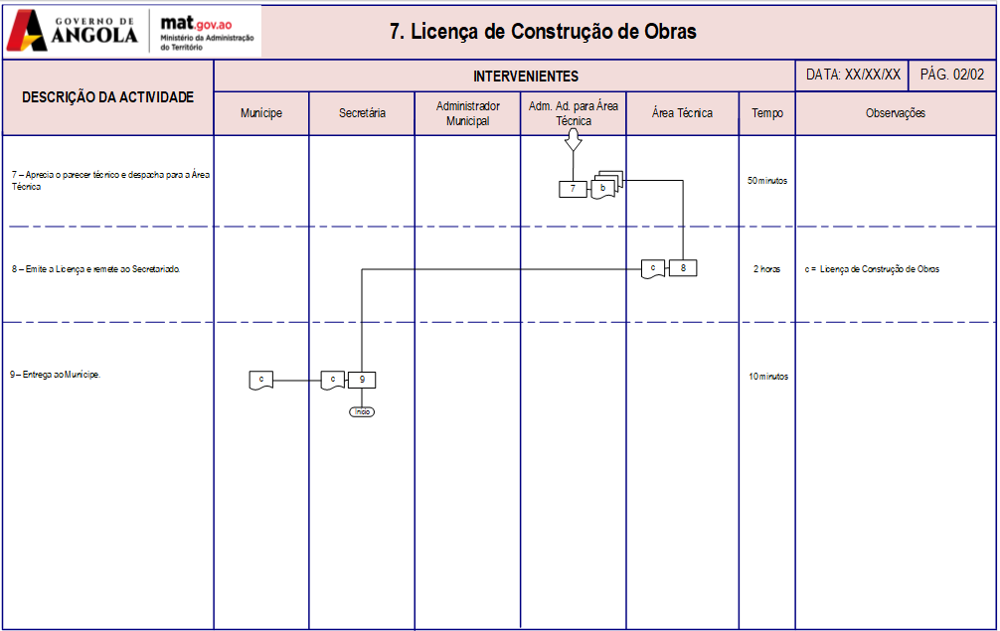 GOVERNO DE
ANGOLA
mat.gov.ao
Ministério da Administração
do Território
7. Licença de Construção de Obras
DESCRIÇÃO DA ACTIVIDADE
INTERVENIENTES
DATA: XX/XX/XX
PÁG. 02/02
Munícipe
Secretária
Administrador
Municipal
Adm. Ad. para Área
Técnica
Área Técnica
Tempo
Observações
7 – Aprecia o parecer técnico e despacha para a Área
Técnica
7
b
50 minutos
8 – Emite a Licença e remete ao Secretariado.
c
8
2 horas
c = Licença de Construção de Obras
9 – Entrega ao Munícipe.
c
c
9
10 minutos
Início